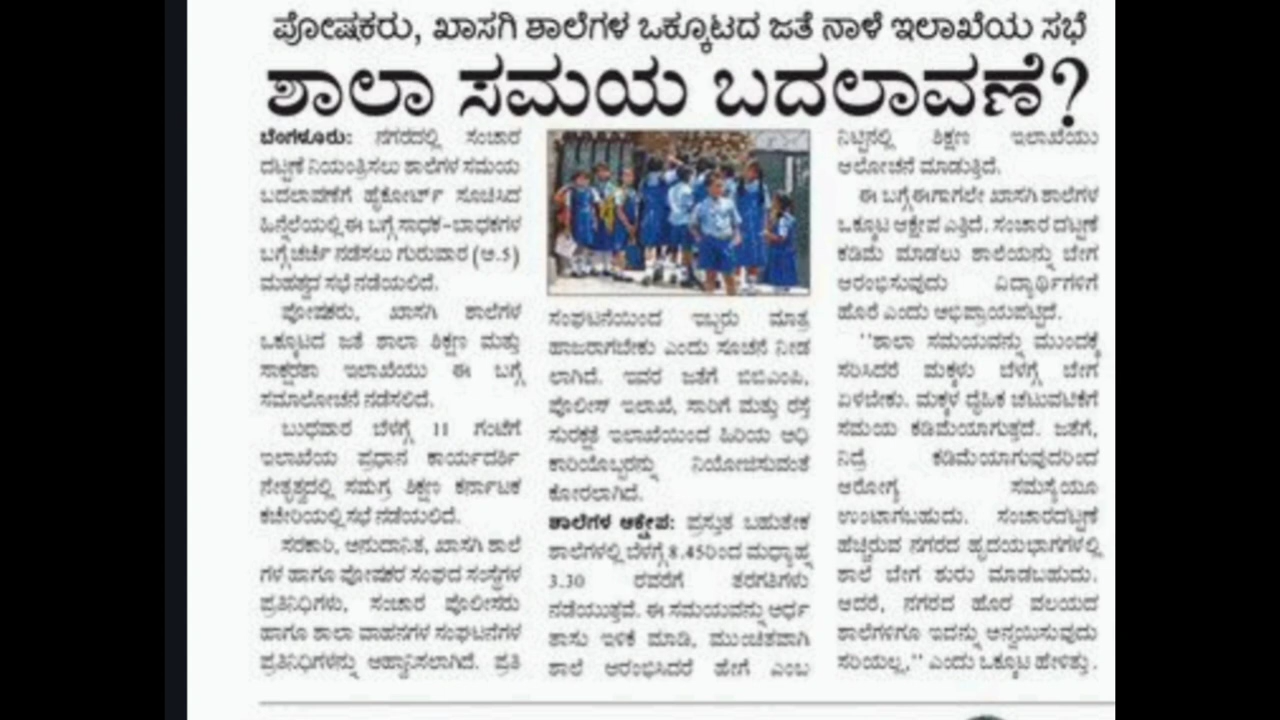 ಪೋಷಕರು, ಖಾಸಗಿ ಶಾಲೆಗಳ ಒಕ್ಕೂಟದ ಜತೆ ನಾಳೆ ಇಲಾಖೆಯ ಸಭೆ
ಶಾಲಾ ಸಮಯ ಬದಲಾವಣೆ?
ಬೆಂಗಳೂರು: ನಗರದಲ್ಲಿ ಸಂಚಾರ
ದಟ್ಟಣೆ ನಿಯಂತ್ರಿಸಲು ಶಾಲೆಗಳ ಸಮಯ
ಬದಲಾವಣೆಗೆ ಹೈಕೋರ್ಟ್ ಸೂಚಿಸಿದ
ಹಿನ್ನೆಲೆಯಲ್ಲಿ ಈ ಬಗ್ಗೆ ಸಾಧಕ-ಬಾಧಕಗಳ
ಬಗ್ಗೆ ಚರ್ಚೆ ನಡೆಸಲು ಗುರುವಾರ (ಅ.5)
ಮಹತ್ವದ ಸಭೆ ನಡೆಯಲಿದೆ.
ಪೋಷಕರು, ಖಾಸಗಿ ಶಾಲೆಗಳ
ಒಕ್ಕೂಟದ ಜತೆ ಶಾಲಾ ಶಿಕ್ಷಣ ಮತ್ತು
ಸಾಕ್ಷರತಾ ಇಲಾಖೆಯು ಈ ಬಗ್ಗೆ
ಸಮಾಲೋಚನೆ ನಡೆಸಲಿದೆ.
ಬುಧವಾರ ಬೆಳಗ್ಗೆ 11 ಗಂಟೆಗೆ
ಇಲಾಖೆಯ ಪ್ರಧಾನ ಕಾರ್ಯದರ್ಶಿ
ನೇತೃತ್ವದಲ್ಲಿ ಸಮಗ್ರ ಶಿಕ್ಷಣ ಕರ್ನಾಟಕ
ಕಚೇರಿಯಲ್ಲಿ ಸಭೆ ನಡೆಯಲಿದೆ.
ಸರಕಾರಿ, ಅನುದಾನಿತ, ಖಾಸಗಿ ಶಾಲೆ
ಗಳ ಹಾಗೂ ಪೋಷಕರ ಸಂಘದ ಸಂಸ್ಥೆಗಳ
ಪ್ರತಿನಿಧಿಗಳು, ಸಂಚಾರ ಪೊಲೀಸರು
ಹಾಗೂ ಶಾಲಾ ವಾಹನಗಳ ಸಂಘಟನೆಗಳ
ಪ್ರತಿನಿಧಿಗಳನ್ನು ಆಹ್ವಾನಿಸಲಾಗಿದೆ. ಪ್ರತಿ
ಸಂಘಟನೆಯಿಂದ ಇಬ್ಬರು ಮಾತ್ರ
ಹಾಜರಾಗಬೇಕು ಎಂದು ಸೂಚನೆ ನೀಡ
ಲಾಗಿದೆ. ಇವರ ಜತೆಗೆ ಬಿಬಿಎಂಪಿ,
ಪೊಲೀಸ್ ಇಲಾಖೆ, ಸಾರಿಗೆ ಮತ್ತು ರಸ್ತೆ
ಸುರಕ್ಷತೆ ಇಲಾಖೆಯಿಂದ ಹಿರಿಯ ಅಧಿ
ಕಾರಿಯೊಬ್ಬರನ್ನು ನಿಯೋಜಿಸುವಂತೆ
ಕೋರಲಾಗಿದೆ.
ಶಾಲೆಗಳ ಆಕ್ಷೇಪ: ಪ್ರಸ್ತುತ ಬಹುತೇಕ
ಶಾಲೆಗಳಲ್ಲಿ ಬೆಳಗ್ಗೆ 8.45ರಿಂದ ಮಧ್ಯಾಹ್ನ
3.30 ರವರೆಗೆ ತರಗತಿಗಳು
ನಡೆಯುತ್ತವೆ. ಈ ಸಮಯವನ್ನು ಅರ್ಧ
ತಾಸು ಇಳಿಕೆ ಮಾಡಿ, ಮುಂಚಿತವಾಗಿ
ಶಾಲೆ ಆರಂಭಿಸಿದರೆ ಹೇಗೆ ಎಂಬ
ನಿಟ್ಟಿನಲ್ಲಿ ಶಿಕ್ಷಣ ಇಲಾಖೆಯು
ಆಲೋಚನೆ ಮಾಡುತ್ತಿದೆ.
ಈ ಬಗ್ಗೆ ಈಗಾಗಲೇ ಖಾಸಗಿ ಶಾಲೆಗಳ
ಒಕ್ಕೂಟ ಆಕ್ಷೇಪ ಎತ್ತಿದೆ. ಸಂಚಾರ ದಟ್ಟಣೆ
ಕಡಿಮೆ ಮಾಡಲು ಶಾಲೆಯನ್ನು ಬೇಗ
ಆರಂಭಿಸುವುದು ವಿದ್ಯಾರ್ಥಿಗಳಿಗೆ
ಹೊರೆ ಎಂದು ಅಭಿಪ್ರಾಯಪಟ್ಟಿದೆ.
''ಶಾಲಾ ಸಮಯವನ್ನು ಮುಂದಕ್ಕೆ
ಸರಿಸಿದರೆ ಮಕ್ಕಳು ಬೆಳಗ್ಗೆ ಬೇಗ
ಏಳಬೇಕು. ಮಕ್ಕಳ ದೈಹಿಕ ಚಟುವಟಿಕೆಗೆ
ಸಮಯ ಕಡಿಮೆಯಾಗುತ್ತದೆ. ಜತೆಗೆ,
ನಿದ್ರೆ ಕಡಿಮೆಯಾಗುವುದರಿಂದ
ಆರೋಗ್ಯ ಸಮಸ್ಯೆಯೂ
ಉಂಟಾಗಬಹುದು. ಸಂಚಾರದಟ್ಟಣೆ
ಹೆಚ್ಚಿರುವ ನಗರದ ಹೃದಯಭಾಗಗಳಲ್ಲಿ
ಶಾಲೆ ಬೇಗ ಶುರು ಮಾಡಬಹುದು.
ಆದರೆ, ನಗರದ ಹೊರ ವಲಯದ
ಶಾಲೆಗಳಿಗೂ ಇದನ್ನು ಅನ್ವಯಿಸುವುದು
ಸರಿಯಲ್ಲ,'' ಎಂದು ಒಕ್ಕೂಟ ಹೇಳಿತ್ತು.